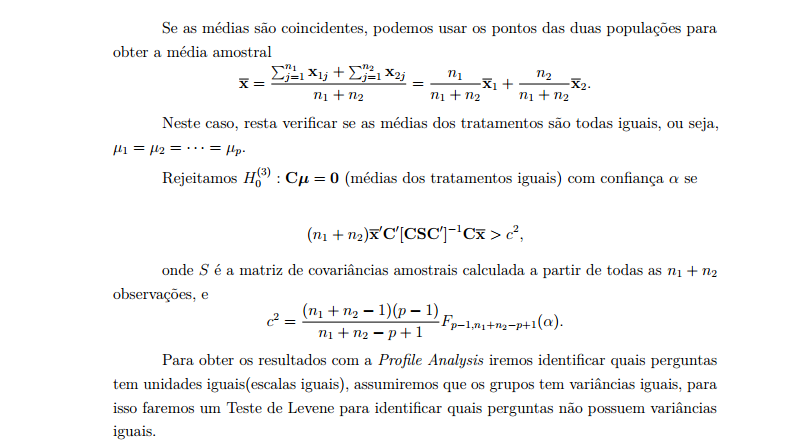 Se as médias são coincidentes, podemos usar os pontos das duas populações para
obter a média amostral
$$\overline{\mathbf{x}} = \frac{\sum_{j=1}^{n_1} \mathbf{x}_{1j} + \sum_{j=1}^{n_2} \mathbf{x}_{2j}}{n_1 + n_2} = \frac{n_1}{n_1 + n_2}\overline{\mathbf{x}}_1 + \frac{n_2}{n_1 + n_2}\overline{\mathbf{x}}_2.$$
Neste caso, resta verificar se as médias dos tratamentos são todas iguais, ou seja,
$\mu_1 = \mu_2 = \cdots = \mu_p$.
Rejeitamos $H_0^{(3)} : \mathbf{C}\boldsymbol{\mu} = \mathbf{0}$ (médias dos tratamentos iguais) com confiança $\alpha$ se
$$(n_1 + n_2)\overline{\mathbf{x}}'\mathbf{C}'[\mathbf{CSC}']^{-1}\mathbf{C}\overline{\mathbf{x}} > c^2,$$
onde $S$ é a matriz de covariâncias amostrais calculada a partir de todas as $n_1 + n_2$
observações, e
$$c^2 = \frac{(n_1 + n_2 - 1)(p - 1)}{n_1 + n_2 - p + 1} F_{p-1,n_1+n_2-p+1}(\alpha).$$
Para obter os resultados com a Profile Analysis iremos identificar quais perguntas
tem unidades iguais(escalas iguais), assumiremos que os grupos tem variâncias iguais, para
isso faremos um Teste de Levene para identificar quais perguntas não possuem variâncias
iguais.